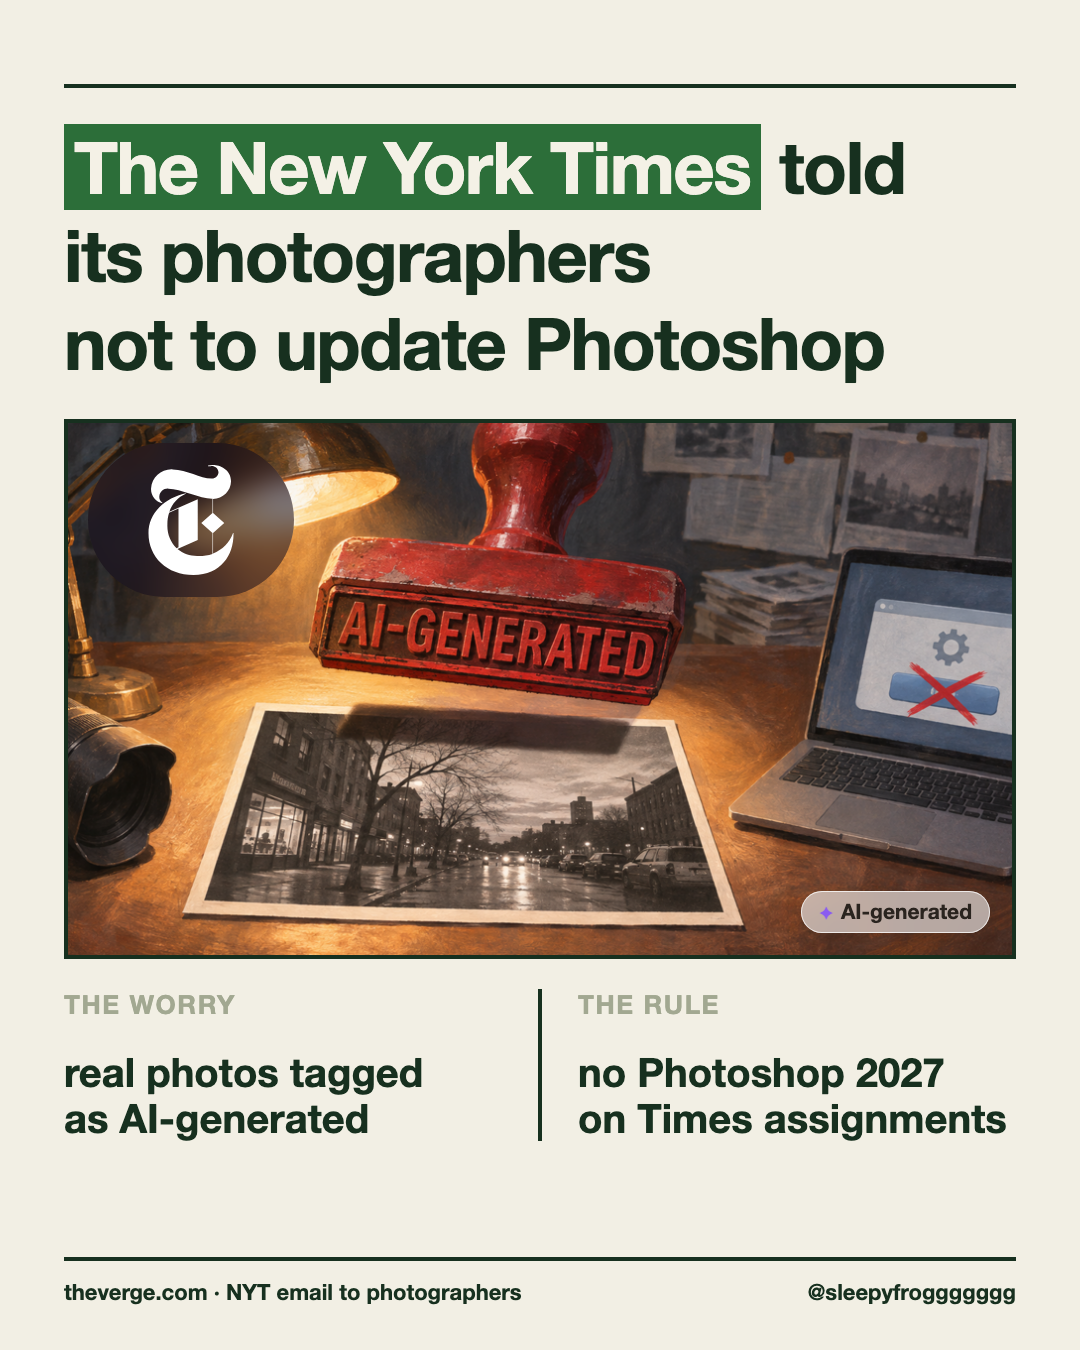 The New York Times told
its photographers
not to update Photoshop
T
AI-GENERATED
AI-generated
THE WORRY
real photos tagged
as AI-generated
THE RULE
no Photoshop 2027
on Times assignments
theverge.com · NYT email to photographers
@sleepyfrogggggggg